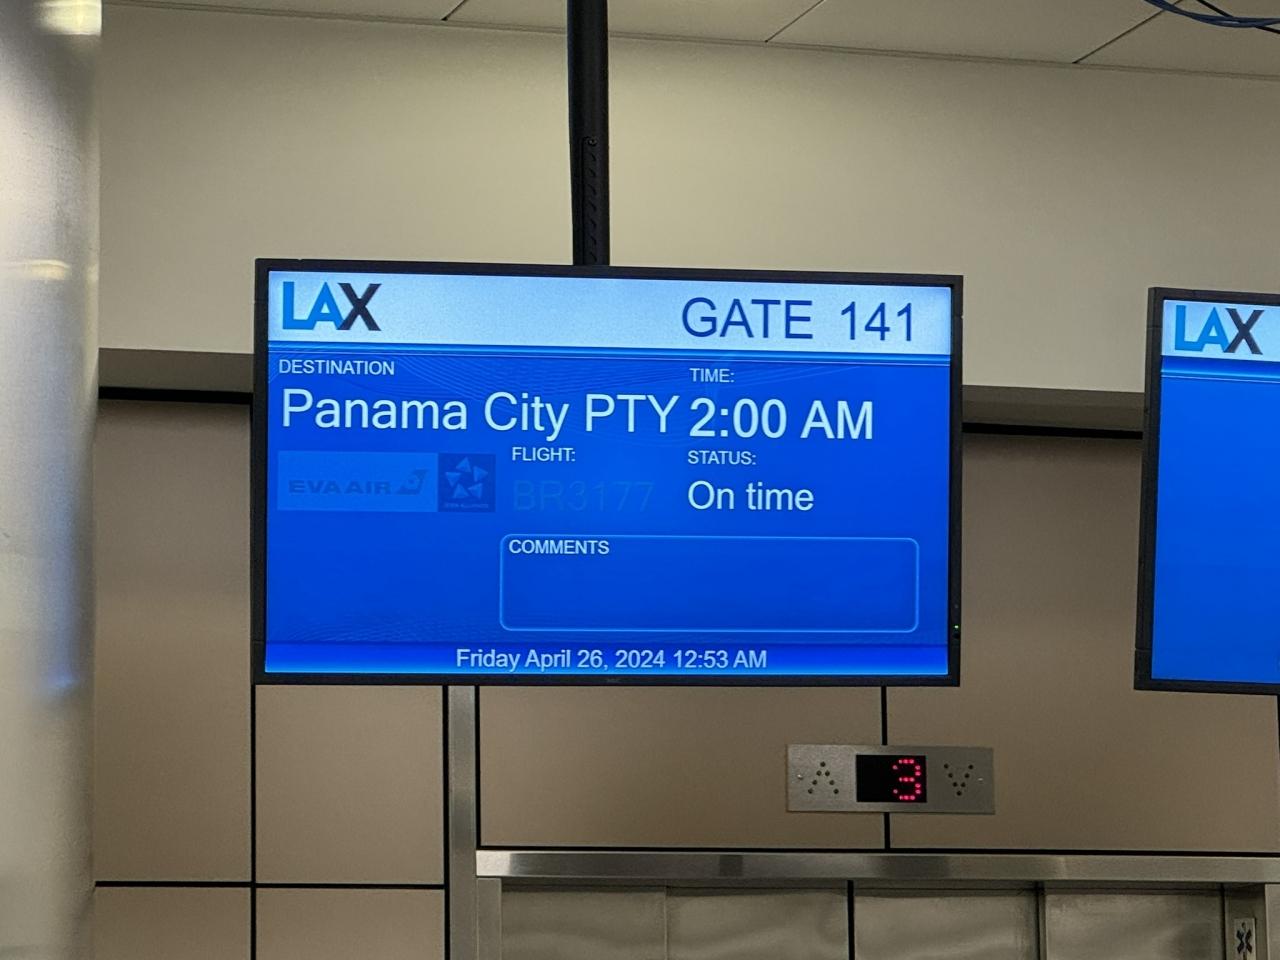 LAX GATE 141
DESTINATION TIME:
Panama City PTY 2:00 AM
FLIGHT: STATUS:
EVA AIR BR3177 On time
COMMENTS
Friday April 26, 2024 12:53 AM
LAX
3